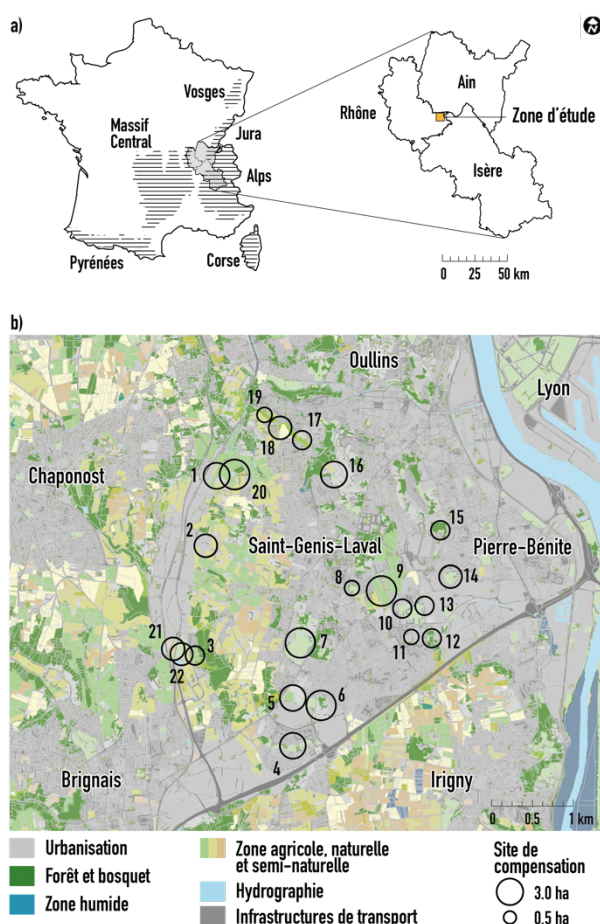 a)
N
Vosges
Massif
Central
Jura
Alps
Pyrénées
Corse
Ain
Rhône
Zone d'étude
Isère
0 25 50 km
b)
Oullins
Lyon
19
17
18
Chaponost
1
20
16
15
2
Saint-Genis-Laval
Pierre-Bénite
8
9
14
10
13
21
3
22
7
11
12
5
6
4
Brignais
Irigny
0 0.5 1 km
Urbanisation
Forêt et bosquet
Zone humide
Zone agricole, naturelle
et semi-naturelle
Hydrographie
Infrastructures de transport
Site de
compensation
3.0 ha
0.5 ha